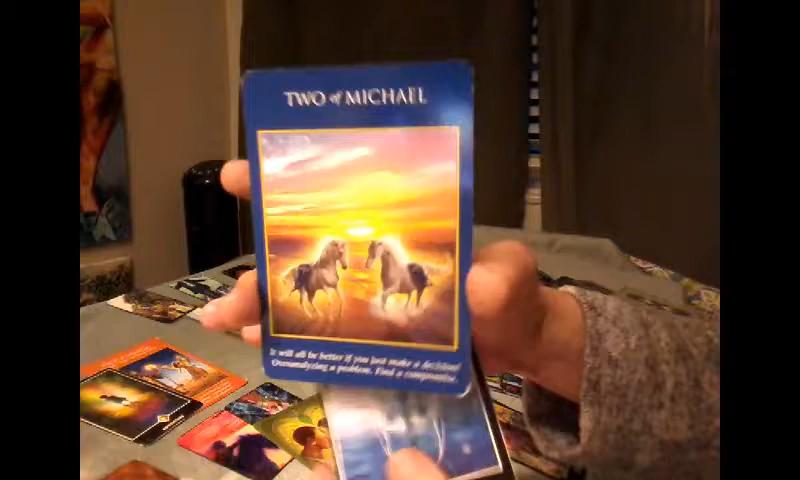 TWO of MICHAEL
It will all be better if you just make a decision!
Overanalyzing a problem. Find a compromise.